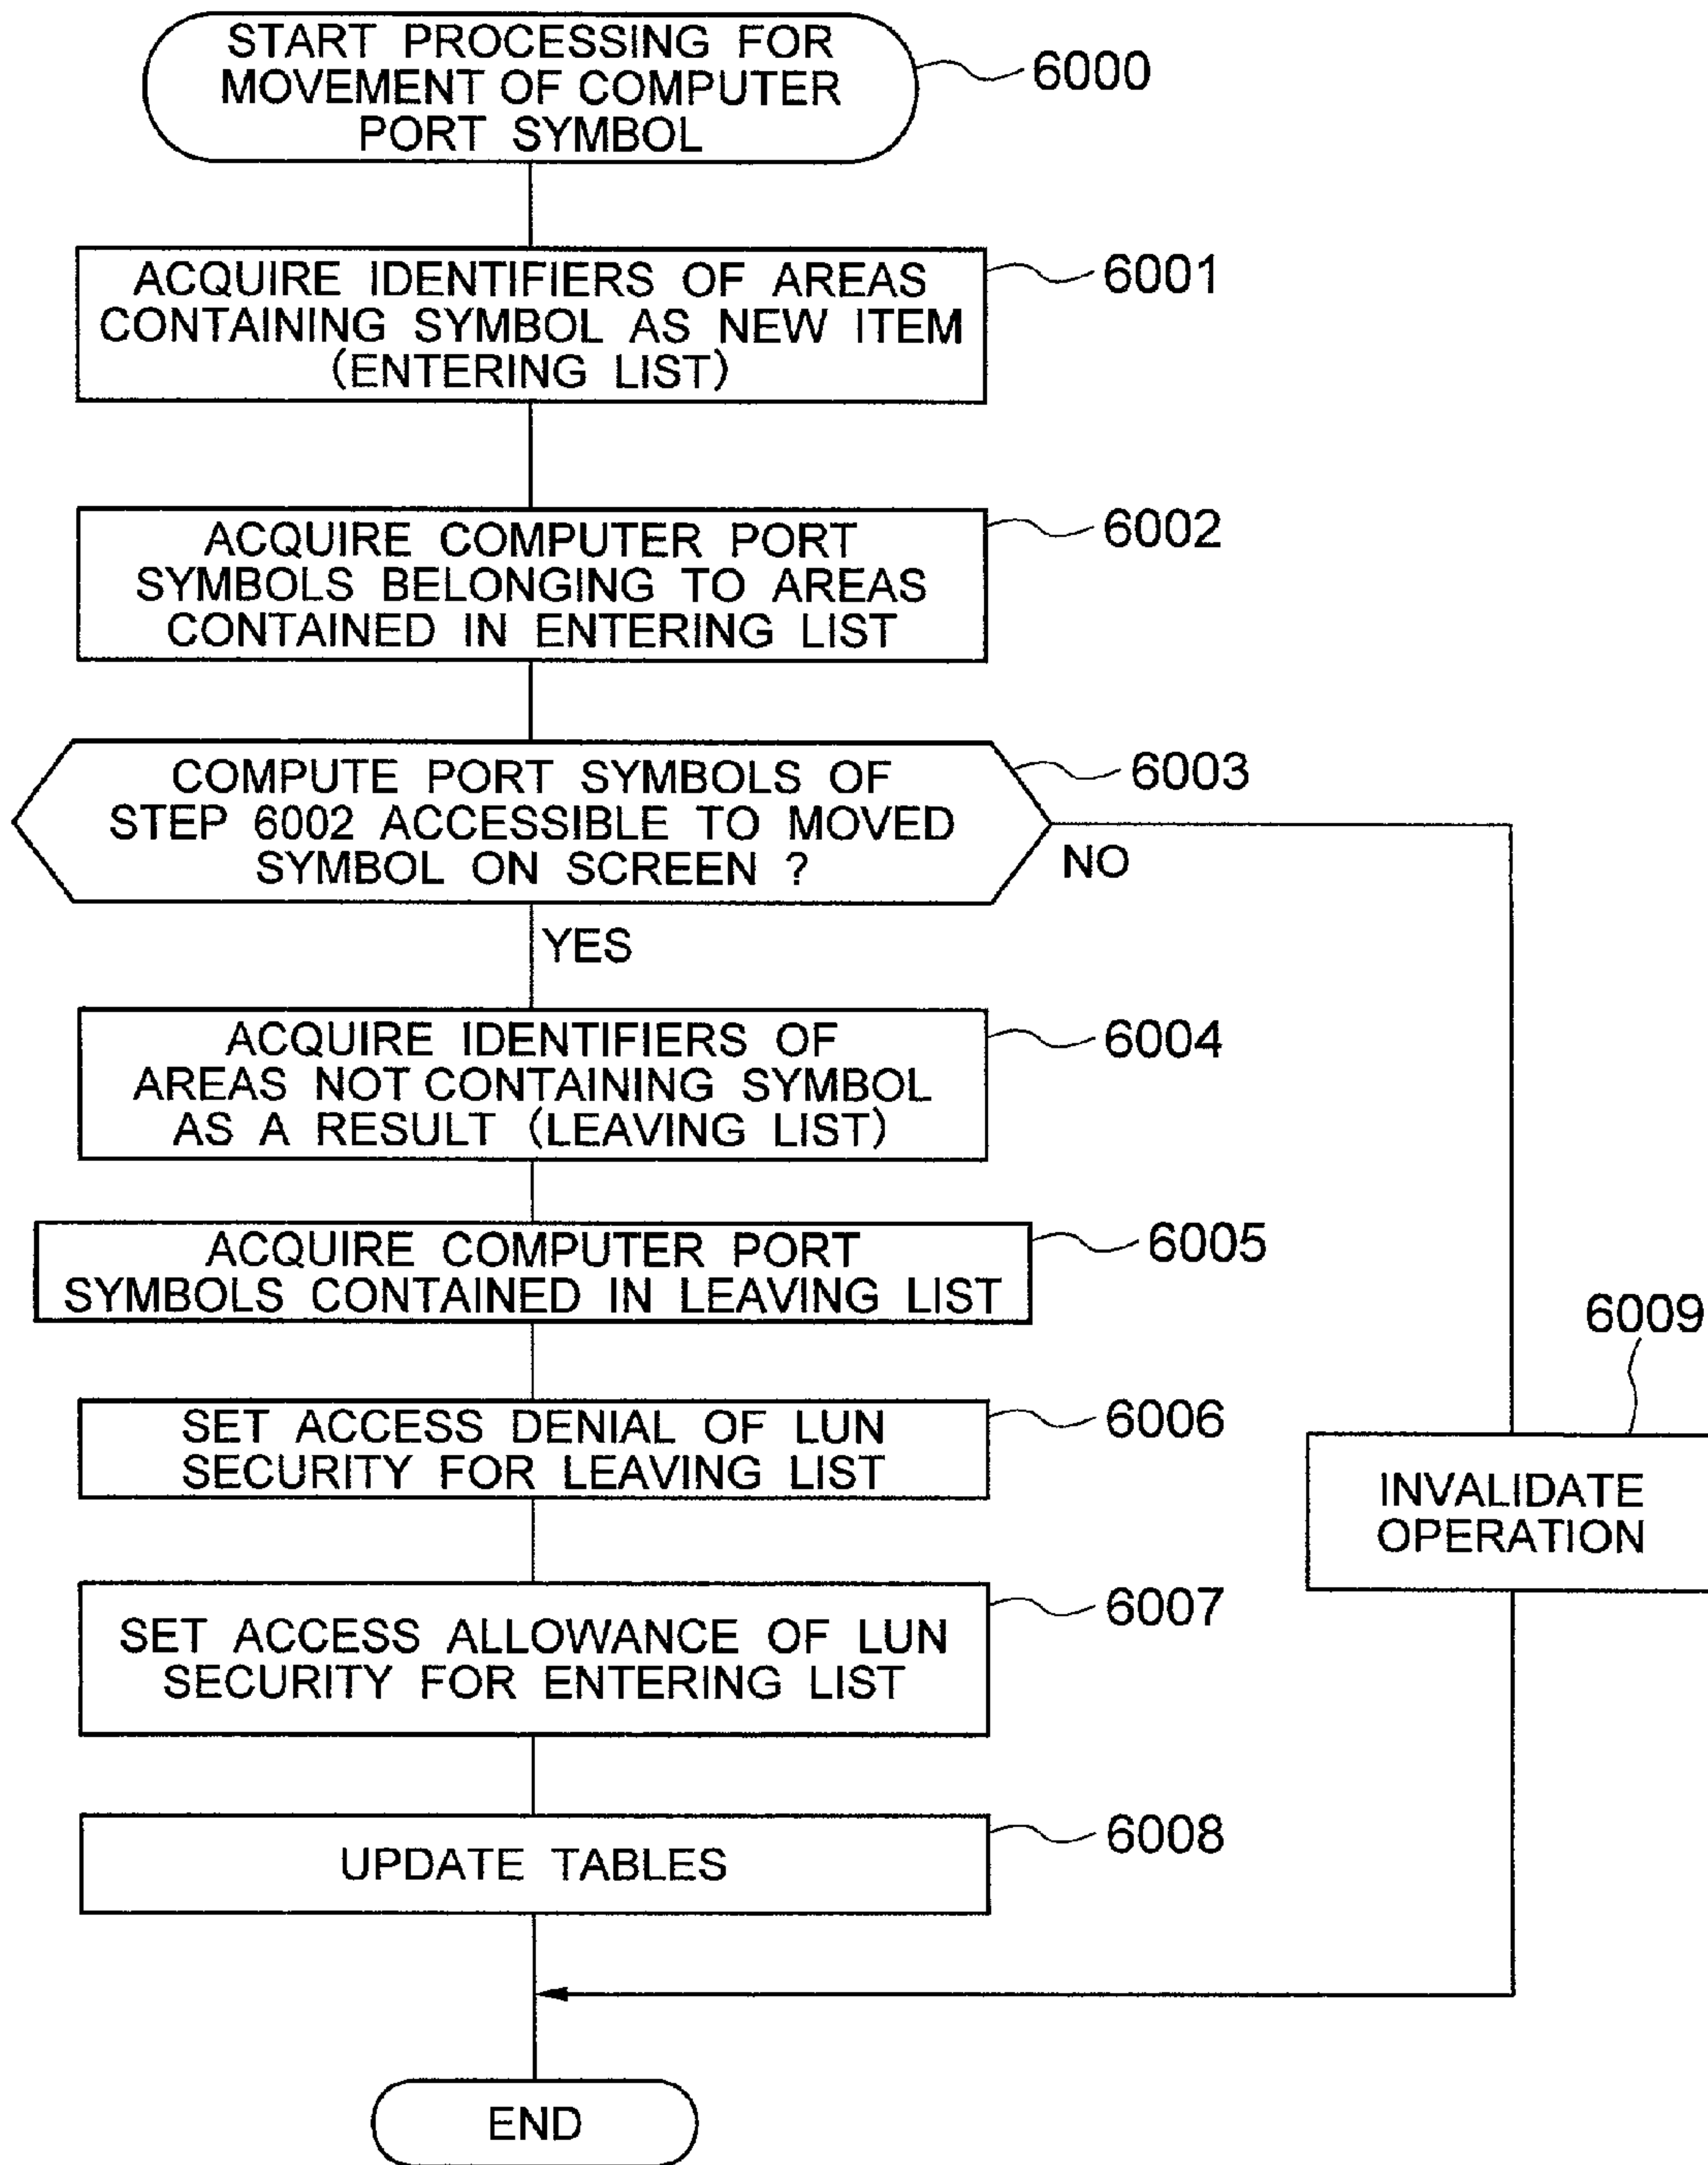 START PROCESSING FOR
MOVEMENT OF COMPUTER
PORT SYMBOL
6000
ACQUIRE IDENTIFIERS OF AREAS
CONTAINING SYMBOL AS NEW ITEM
(ENTERING LIST)
6001
ACQUIRE COMPUTER PORT
SYMBOLS BELONGING TO AREAS
CONTAINED IN ENTERING LIST
6002
COMPUTE PORT SYMBOLS OF
STEP 6002 ACCESSIBLE TO MOVED
SYMBOL ON SCREEN ?
6003
NO
YES
ACQUIRE IDENTIFIERS OF
AREAS NOT CONTAINING SYMBOL
AS A RESULT (LEAVING LIST)
6004
ACQUIRE COMPUTER PORT
SYMBOLS CONTAINED IN LEAVING LIST
6005
SET ACCESS DENIAL OF LUN
SECURITY FOR LEAVING LIST
6006
6009
INVALIDATE
OPERATION
SET ACCESS ALLOWANCE OF LUN
SECURITY FOR ENTERING LIST
6007
UPDATE TABLES
6008
END